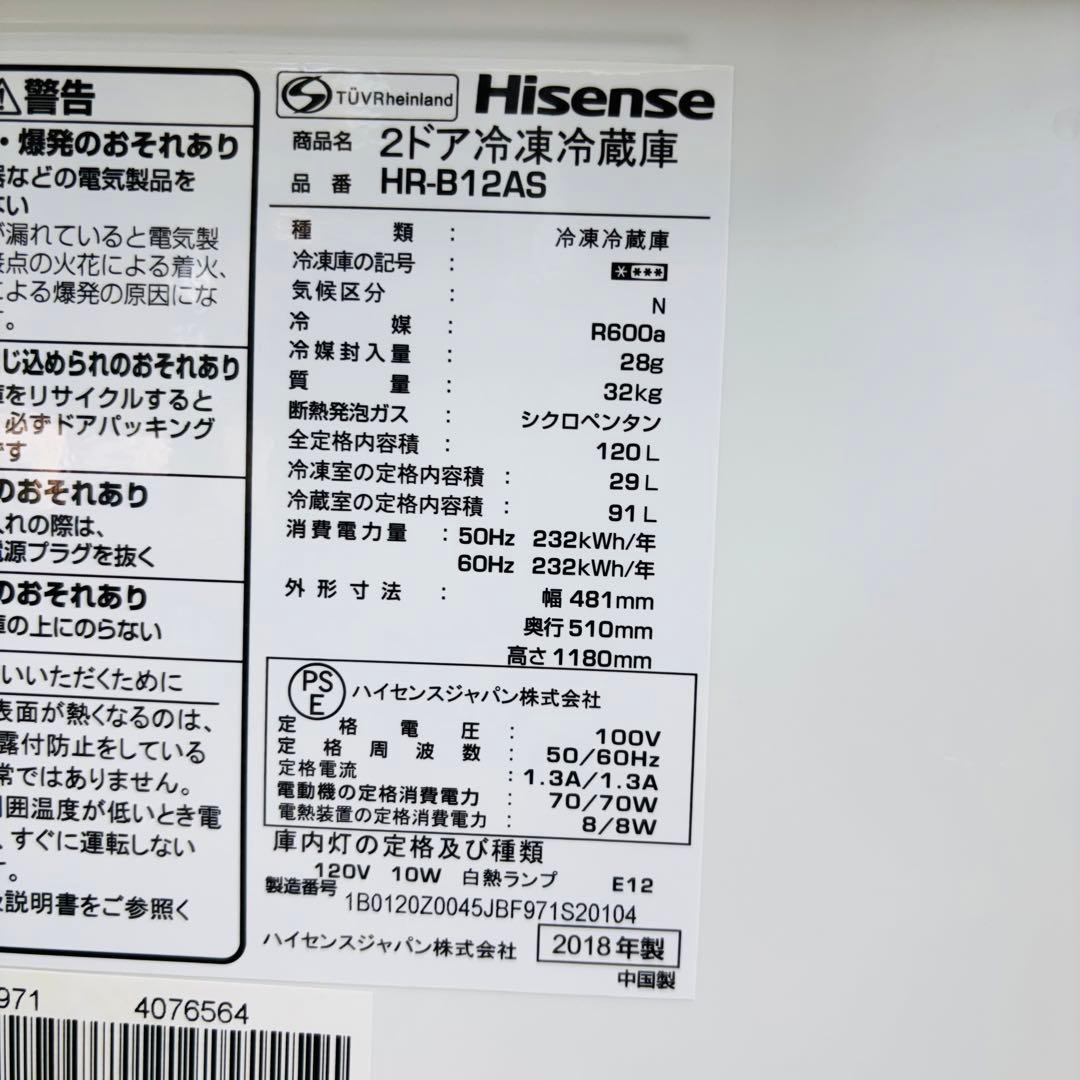 警告
・爆発のおそれあり
器などの電気製品を
ない
が漏れていると電気製
接点の火花による着火、
による爆発の原因にな
す。
じ込められのおそれあり
庫をリサイクルすると
必ずドアパッキング
です
のおそれあり
入れの際は、
電源プラグを抜く
のおそれあり
庫の上にのらない
いいただくために
表面が熱くなるのは、
露付防止をしている
常ではありません。
周囲温度が低いとき電
、すぐに運転しない
す。
扱説明書をご参照く
971 4076564
TÜVRheinland Hisense
商品名 2ドア冷凍冷蔵庫
品番 HR-B12AS
種類 : 冷凍冷蔵庫
冷凍庫の記号 : ****
気候区分 : N
冷媒 : R600a
冷媒封入量 : 28g
質量 : 32kg
断熱発泡ガス : シクロペンタン
全定格内容積 : 120L
冷凍室の定格内容積 : 29L
冷蔵室の定格内容積 : 91L
消費電力量 : 50Hz 232kWh/年
60Hz 232kWh/年
外形寸法 : 幅 481mm
奥行 510mm
高さ 1180mm
PSE ハイセンスジャパン株式会社
定格電圧 : 100V
定格周波数 : 50/60Hz
定格電流 : 1.3A/1.3A
電動機の定格消費電力 : 70/70W
電熱装置の定格消費電力 : 8/8W
庫内灯の定格及び種類
120V 10W 白熱ランプ E12
製造番号 1B0120Z0045JBF971S20104
ハイセンスジャパン株式会社 2018年製
中国製